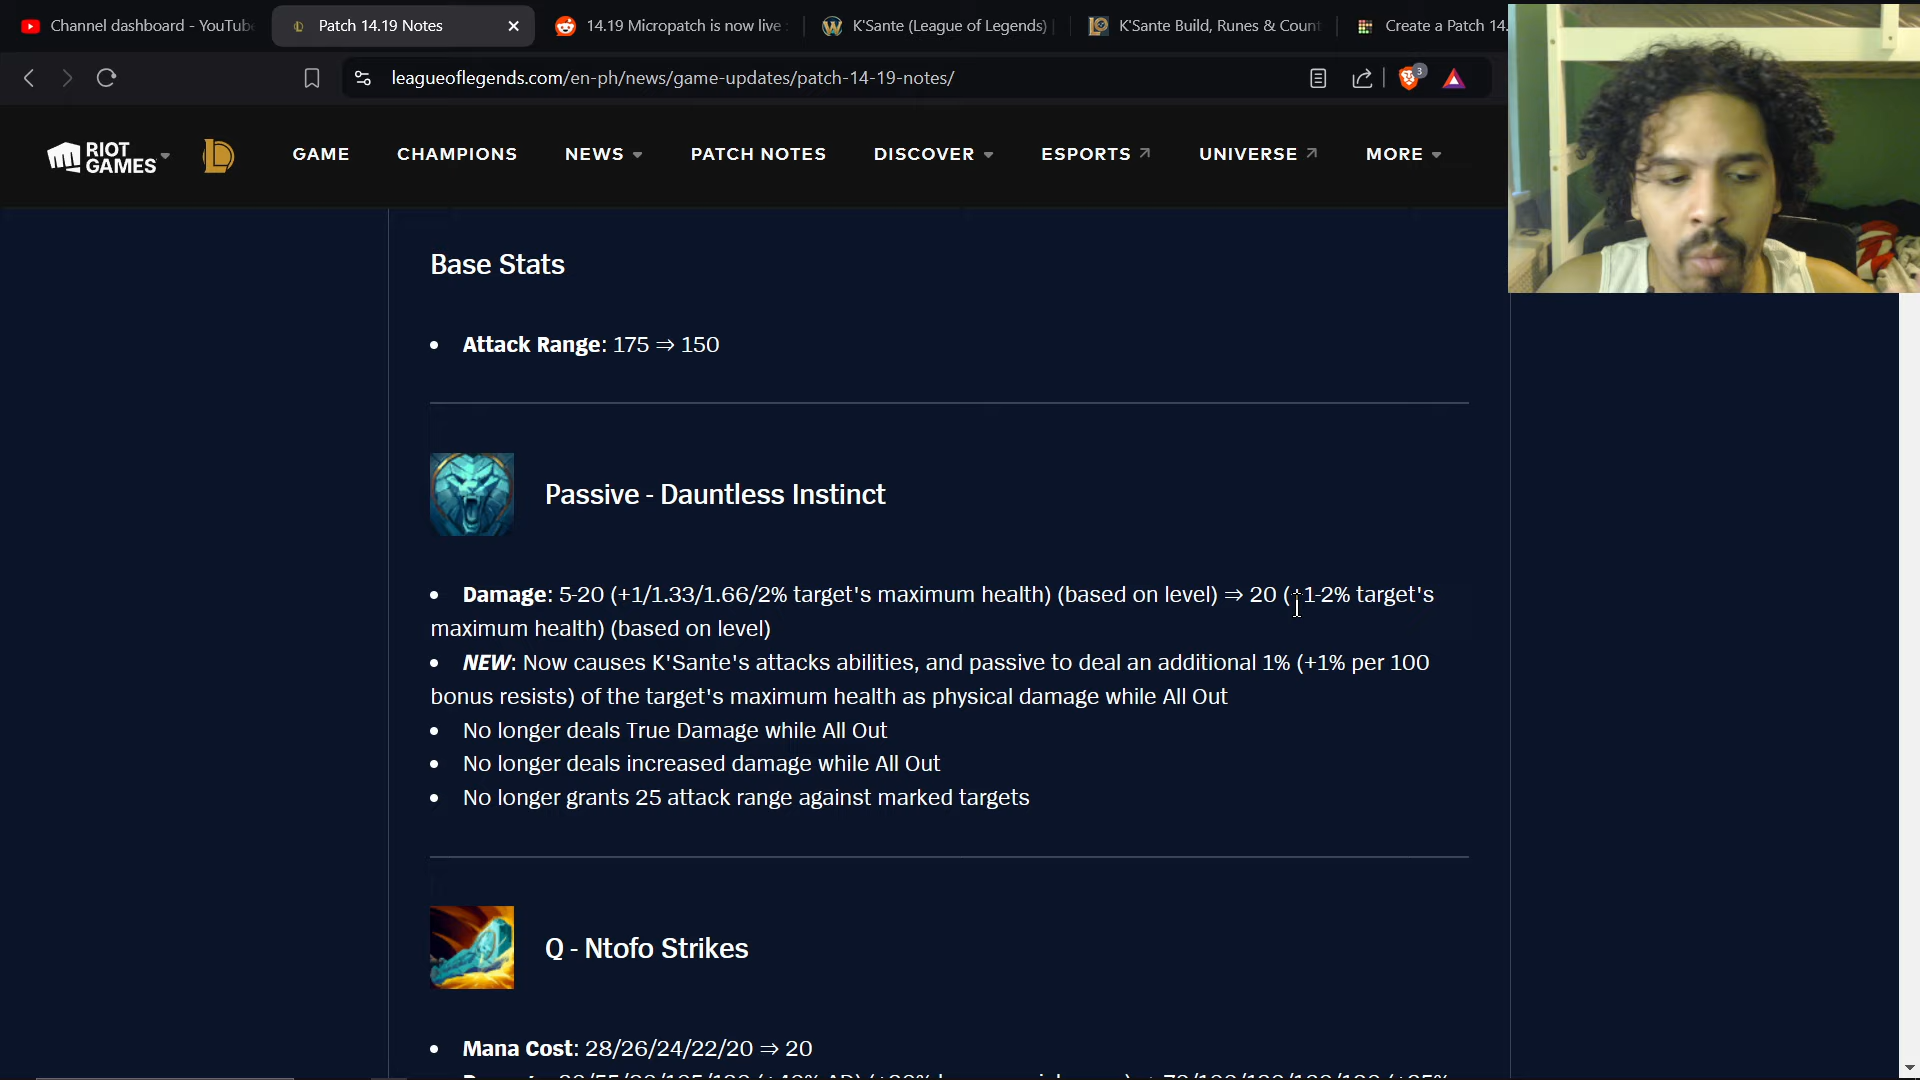 Channel dashboard - YouTube
Patch 14.19 Notes
14.19 Micropatch is now live
K'Sante (League of Legends)
K'Sante Build, Runes & Count
Create a Patch 14.
leagueoflegends.com/en-ph/news/game-updates/patch-14-19-notes/
3
RIOT GAMES
GAME
CHAMPIONS
NEWS
PATCH NOTES
DISCOVER
ESPORTS
UNIVERSE
MORE
Base Stats
• Attack Range: 175 ⇒ 150
Passive - Dauntless Instinct
• Damage: 5-20 (+1/1.33/1.66/2% target's maximum health) (based on level) ⇒ 20 (+1-2% target's
maximum health) (based on level)
• NEW: Now causes K'Sante's attacks abilities, and passive to deal an additional 1% (+1% per 100
bonus resists) of the target's maximum health as physical damage while All Out
• No longer deals True Damage while All Out
• No longer deals increased damage while All Out
• No longer grants 25 attack range against marked targets
Q - Ntofo Strikes
• Mana Cost: 28/26/24/22/20 ⇒ 20